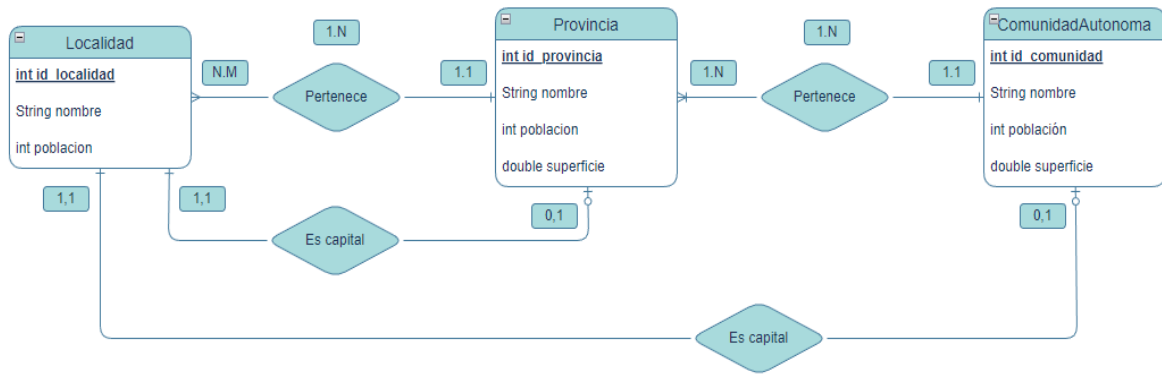 Localidad
int id_localidad
String nombre
int poblacion
N.M
1.N
Pertenece
1.1
Provincia
int id_provincia
String nombre
int poblacion
double superficie
1.N
1.N
Pertenece
1.1
ComunidadAutonoma
int id_comunidad
String nombre
int población
double superficie
1,1
1,1
Es capital
0,1
0,1
Es capital